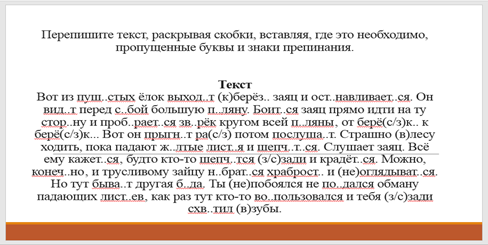 Перепишите текст, раскрывая скобки, вставляя, где это необходимо,
пропущенные буквы и знаки препинания.
Текст
Вот из пуш..стых ёлок выход..т (к)берёз.. заяц и ост..навливает..ся. Он
вид..т перед с..бой большую п..ляну. Боит..ся заяц прямо идти на ту
стор..ну и проб..рает..ся зв..рёк кругом всей п..ляны, от берё(с/з)к.. к
берё(с/з)к... Вот он прыгн..т ра(с/з) потом послуша..т. Страшно (в)лесу
ходить, пока падают ж..лтые лист..я и шепч..т.ся. Слушает заяц. Всё
ему кажет..ся, будто кто-то шепч..тся (з/с)зади и крадёт..ся. Можно,
конеч..но, и трусливому зайцу н..брат..ся храброст.. и (не)оглядыват..ся.
Но тут быва..т другая б..да. Ты (не)побоялся не по..дался обману
падающих лист..ев, как раз тут кто-то во..пользовался и тебя (з/с)зади
схв..тил (в)зубы.